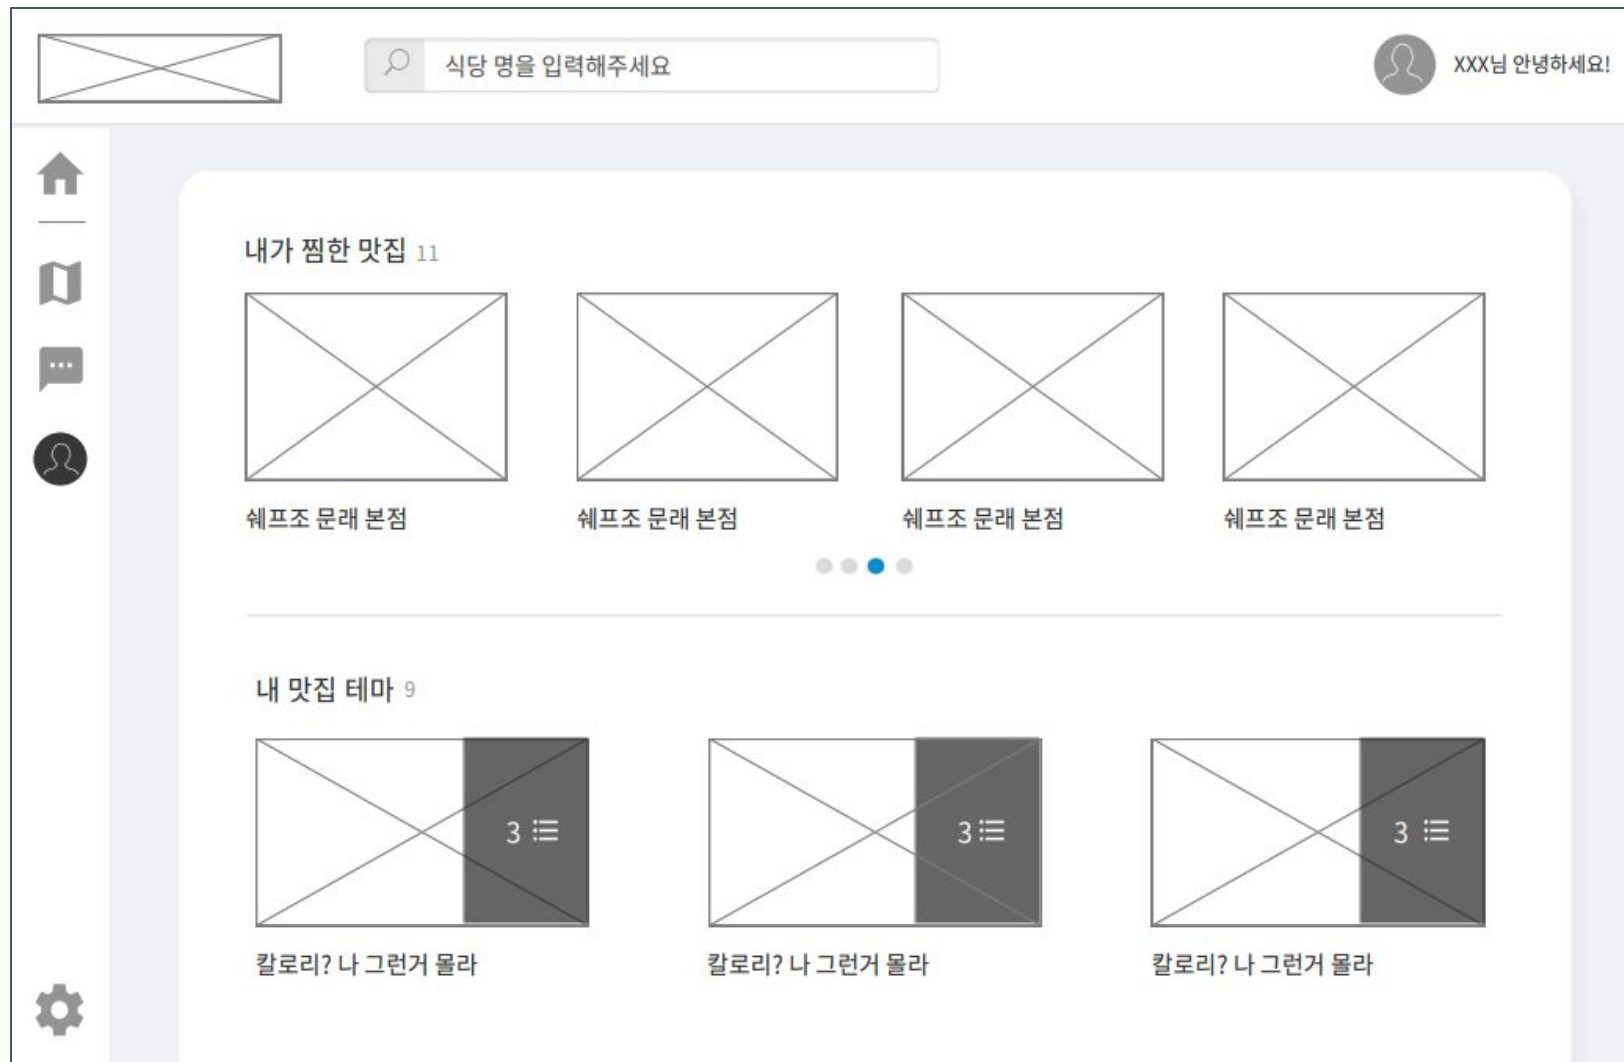 식당 명을 입력해주세요
XXX님 안녕하세요!
내가 찜한 맛집 11
쉐프조 문래 본점
쉐프조 문래 본점
쉐프조 문래 본점
쉐프조 문래 본점
내 맛집 테마 9
3
3
3
칼로리? 나 그런거 몰라
칼로리? 나 그런거 몰라
칼로리? 나 그런거 몰라